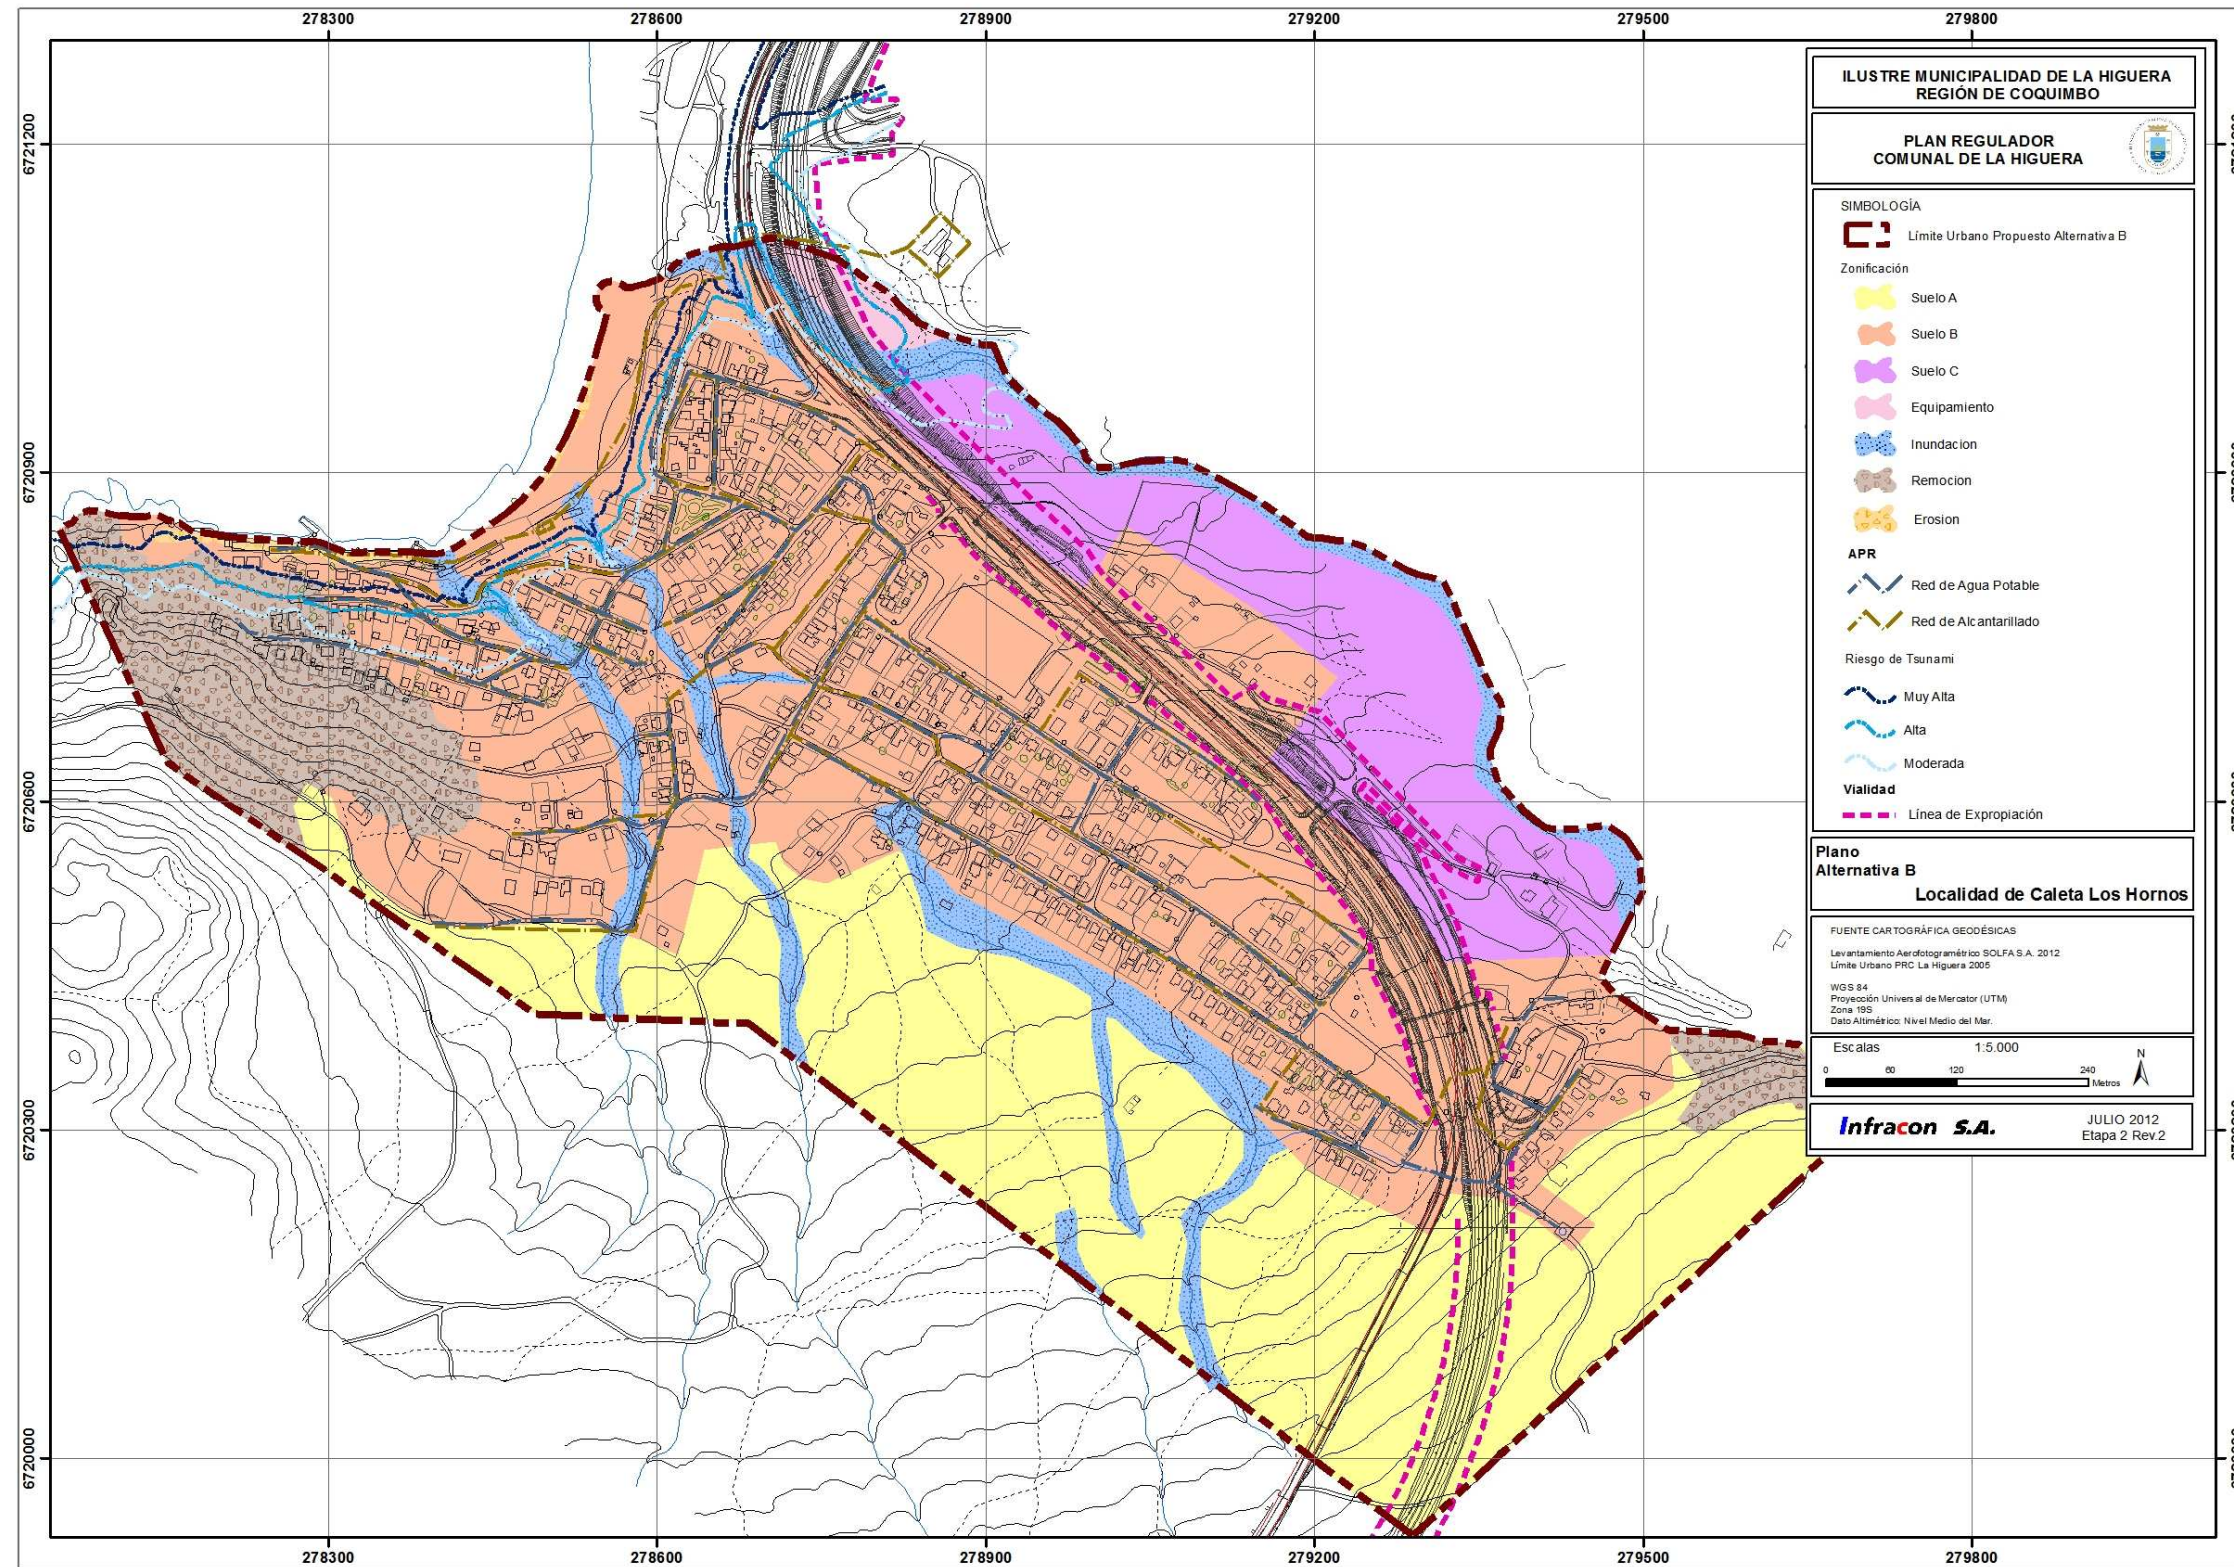 278300 278600 278900 279200 279500 279800
6721200
6720900
6720600
6720300
6720000
278300 278600 278900 279200 279500 279800
ILUSTRE MUNICIPALIDAD DE LA HIGUERA
REGIÓN DE COQUIMBO
PLAN REGULADOR
COMUNAL DE LA HIGUERA
SIMBOLOGÍA
Límite Urbano Propuesto Alternativa B
Zonificación
Suelo A
Suelo B
Suelo C
Equipamiento
Inundacion
Remocion
Erosion
APR
Red de Agua Potable
Red de Alcantarillado
Riesgo de Tsunami
Muy Alta
Alta
Moderada
Vialidad
Línea de Expropiación
Plano
Alternativa B
Localidad de Caleta Los Hornos
FUENTE CARTOGRÁFICA GEODÉSICAS
Levantamiento Aerofotogramétrico SOLFA S.A. 2012
Límite Urbano PRC La Higuera 2005
WGS 84
Proyección Universal de Mercator (UTM)
Zona 19S
Dato Altimétrico: Nivel Medio del Mar.
Escalas 1:5.000
N
0 60 120 240
Metros
Infracon S.A.
JULIO 2012
Etapa 2 Rev.2